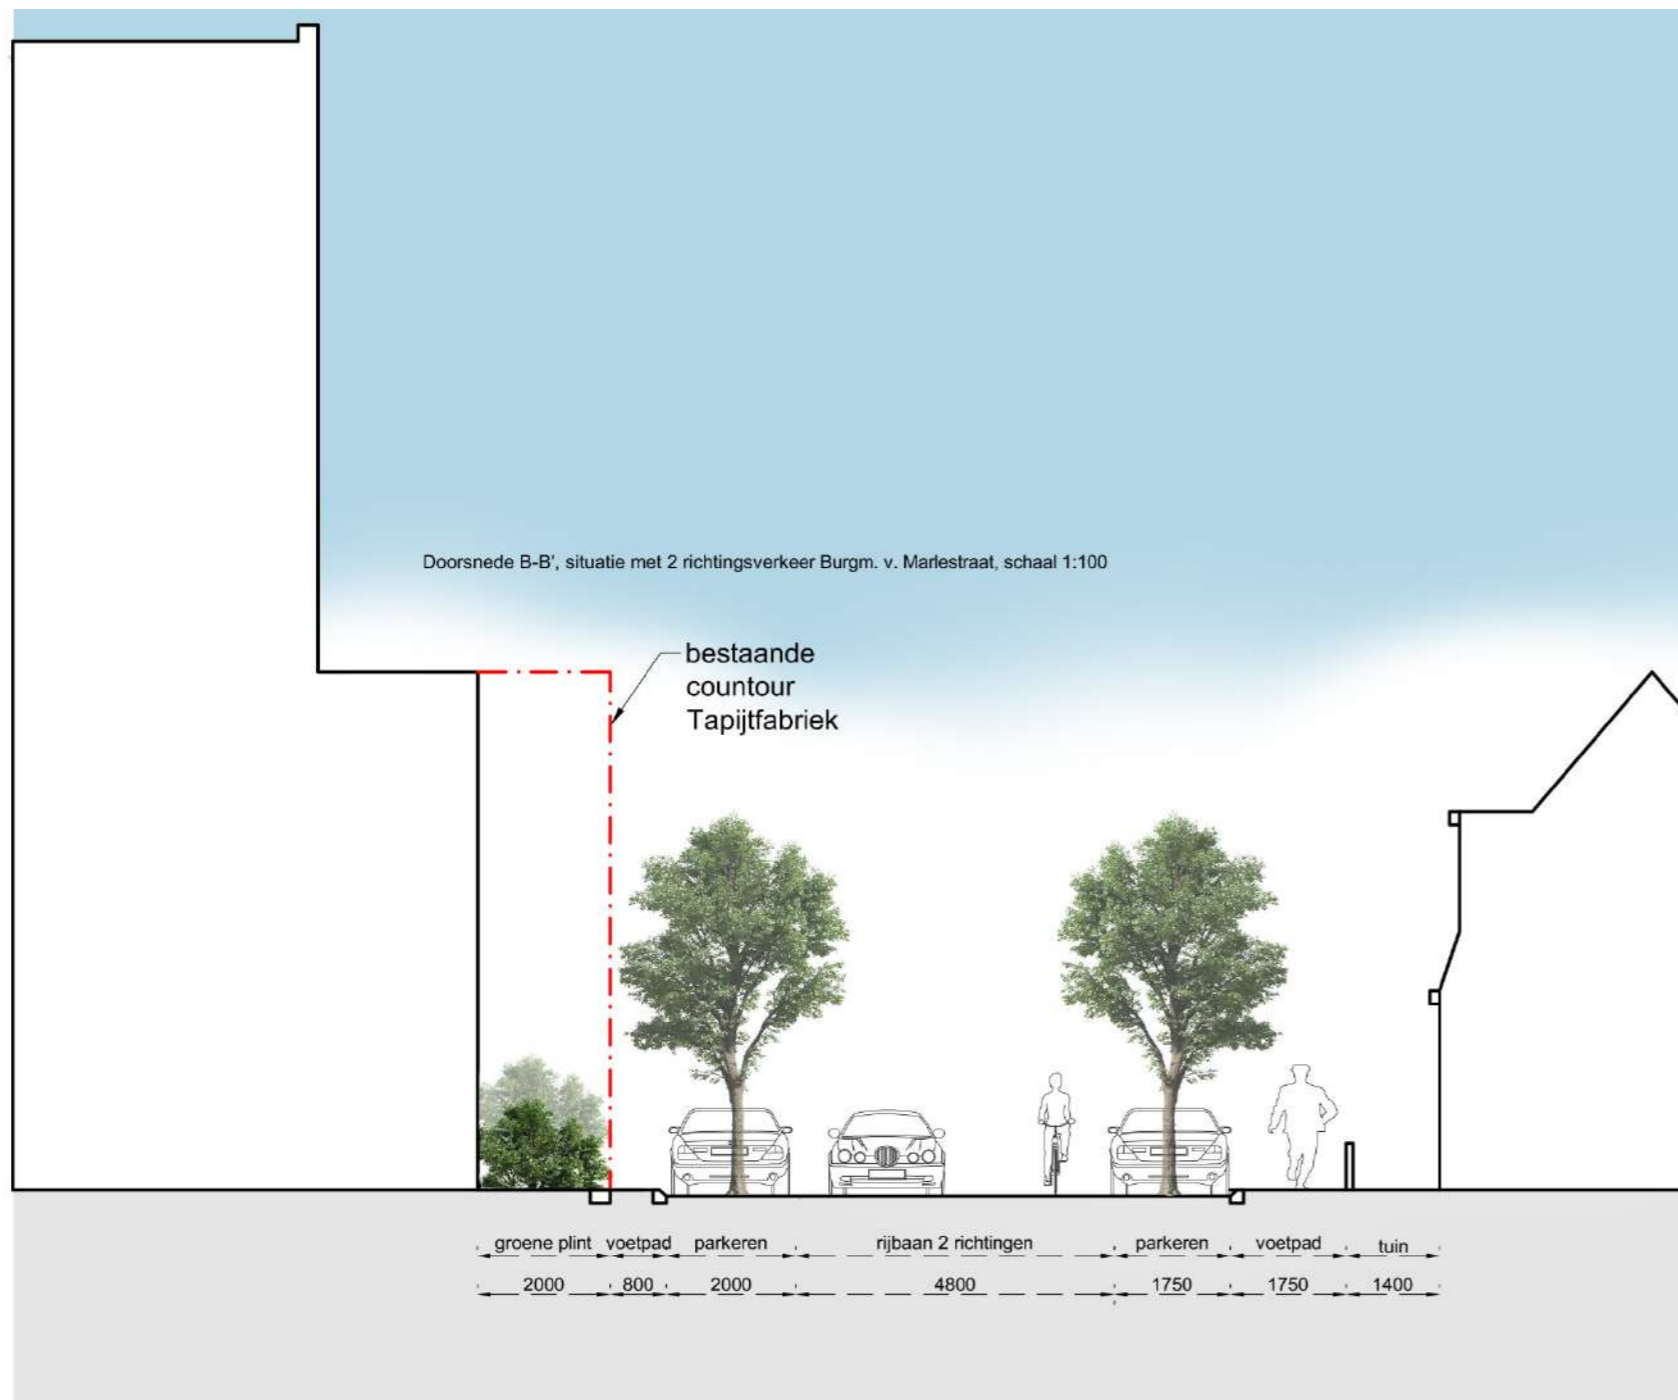 Doorsnede B-B', situatie met 2 richtingsverkeer Burgm. v. Marlestraat, schaal 1:100
bestaande
countour
Tapijtfabriek
groene plint voetpad parkeren rijbaan 2 richtingen parkeren voetpad tuin
2000 800 2000 4800 1750 1750 1400